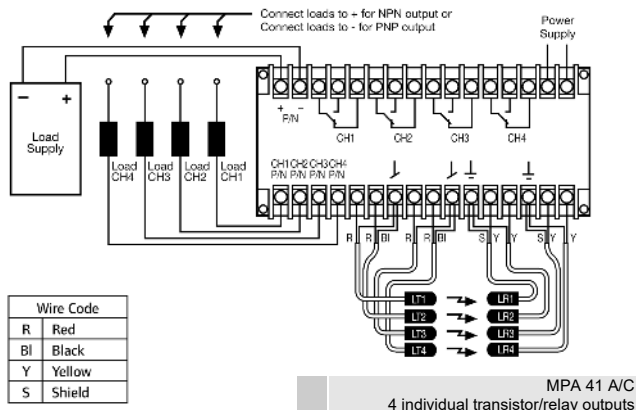 Connect loads to + for NPN output or
Connect loads to - for PNP output
Power
Supply
- +
Load
Supply
+ -
P/N
CH1
CH2
CH3
CH4
Load
CH4
Load
CH3
Load
CH2
Load
CH1
CH1 CH2 CH3 CH4
P/N P/N P/N P/N
R R Bl R R Bl S Y Y S Y Y
LT1 LR1
LT2 LR2
LT3 LR3
LT4 LR4
Wire Code
R Red
Bl Black
Y Yellow
S Shield
MPA 41 A/C
4 individual transistor/relay outputs